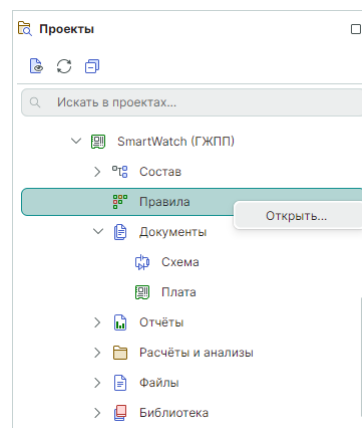 Проекты
Искать в проектах...
SmartWatch (ГЖПП)
Состав
Правила
Открыть...
Документы
Схема
Плата
Отчёты
Расчёты и анализы
Файлы
Библиотека